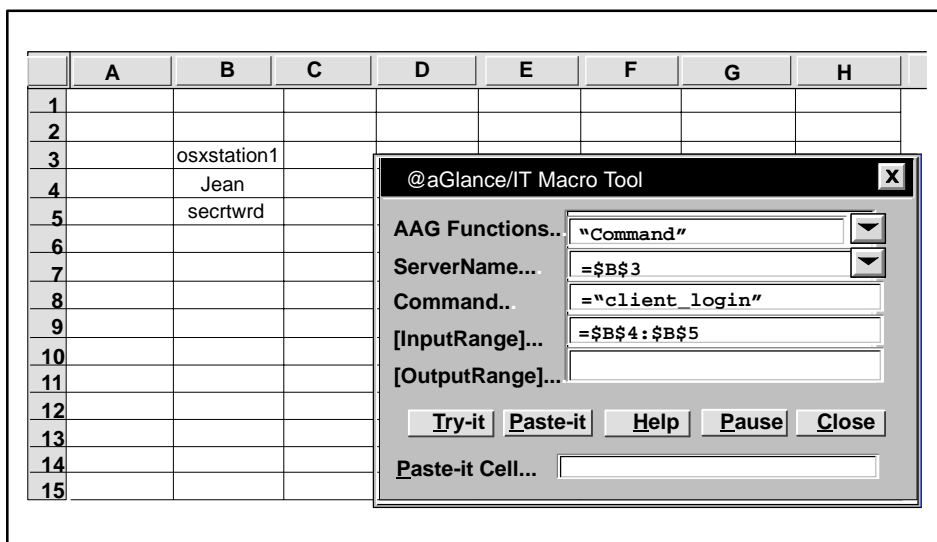 A B C D E F G H
1
2
3 osxstation1
4 Jean
5 secrtwrd
6
7
8
9
10
11
12
13
14
15
@aGlance/IT Macro Tool X
AAG Functions... “Command”
ServerName... =$B$3
Command... =“client_login”
[InputRange]... =$B$4:$B$5
[OutputRange]...
Try-it Paste-it Help Pause Close
Paste-it Cell...